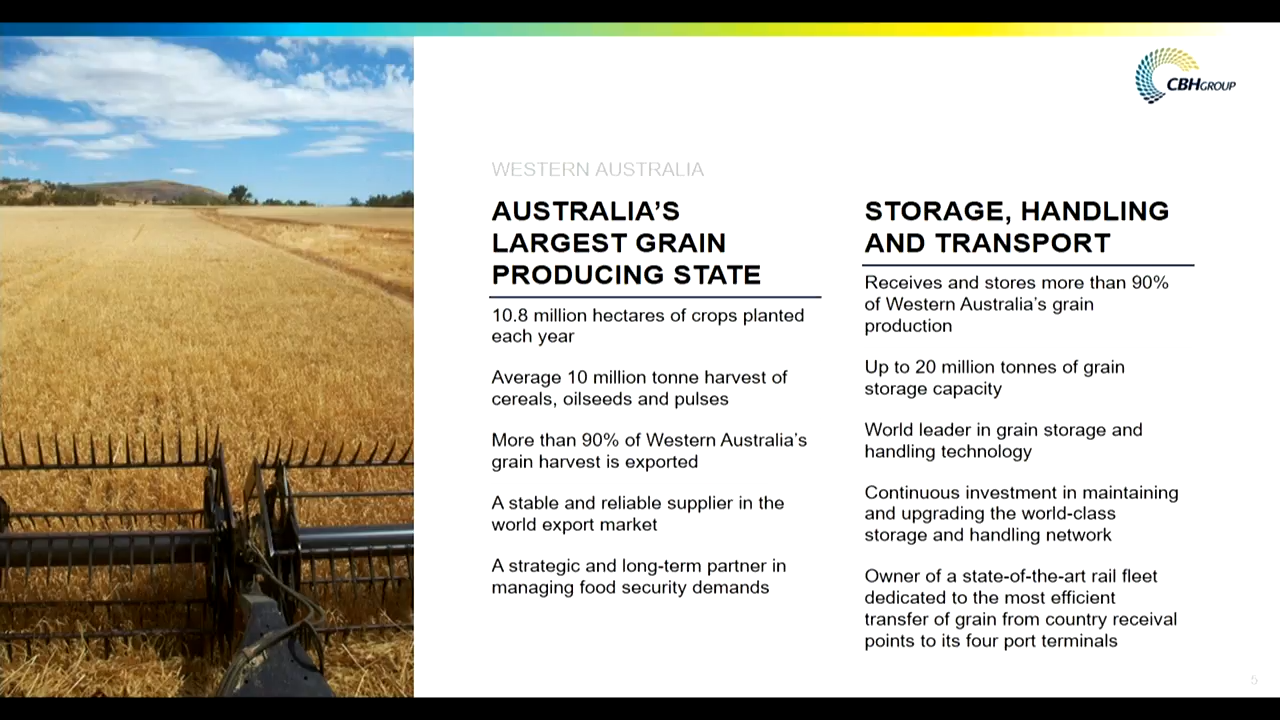 CBHGROUP
WESTERN AUSTRALIA
AUSTRALIA’S
LARGEST GRAIN
PRODUCING STATE
10.8 million hectares of crops planted
each year
Average 10 million tonne harvest of
cereals, oilseeds and pulses
More than 90% of Western Australia’s
grain harvest is exported
A stable and reliable supplier in the
world export market
A strategic and long-term partner in
managing food security demands
STORAGE, HANDLING
AND TRANSPORT
Receives and stores more than 90%
of Western Australia’s grain
production
Up to 20 million tonnes of grain
storage capacity
World leader in grain storage and
handling technology
Continuous investment in maintaining
and upgrading the world-class
storage and handling network
Owner of a state-of-the-art rail fleet
dedicated to the most efficient
transfer of grain from country receival
points to its four port terminals
5